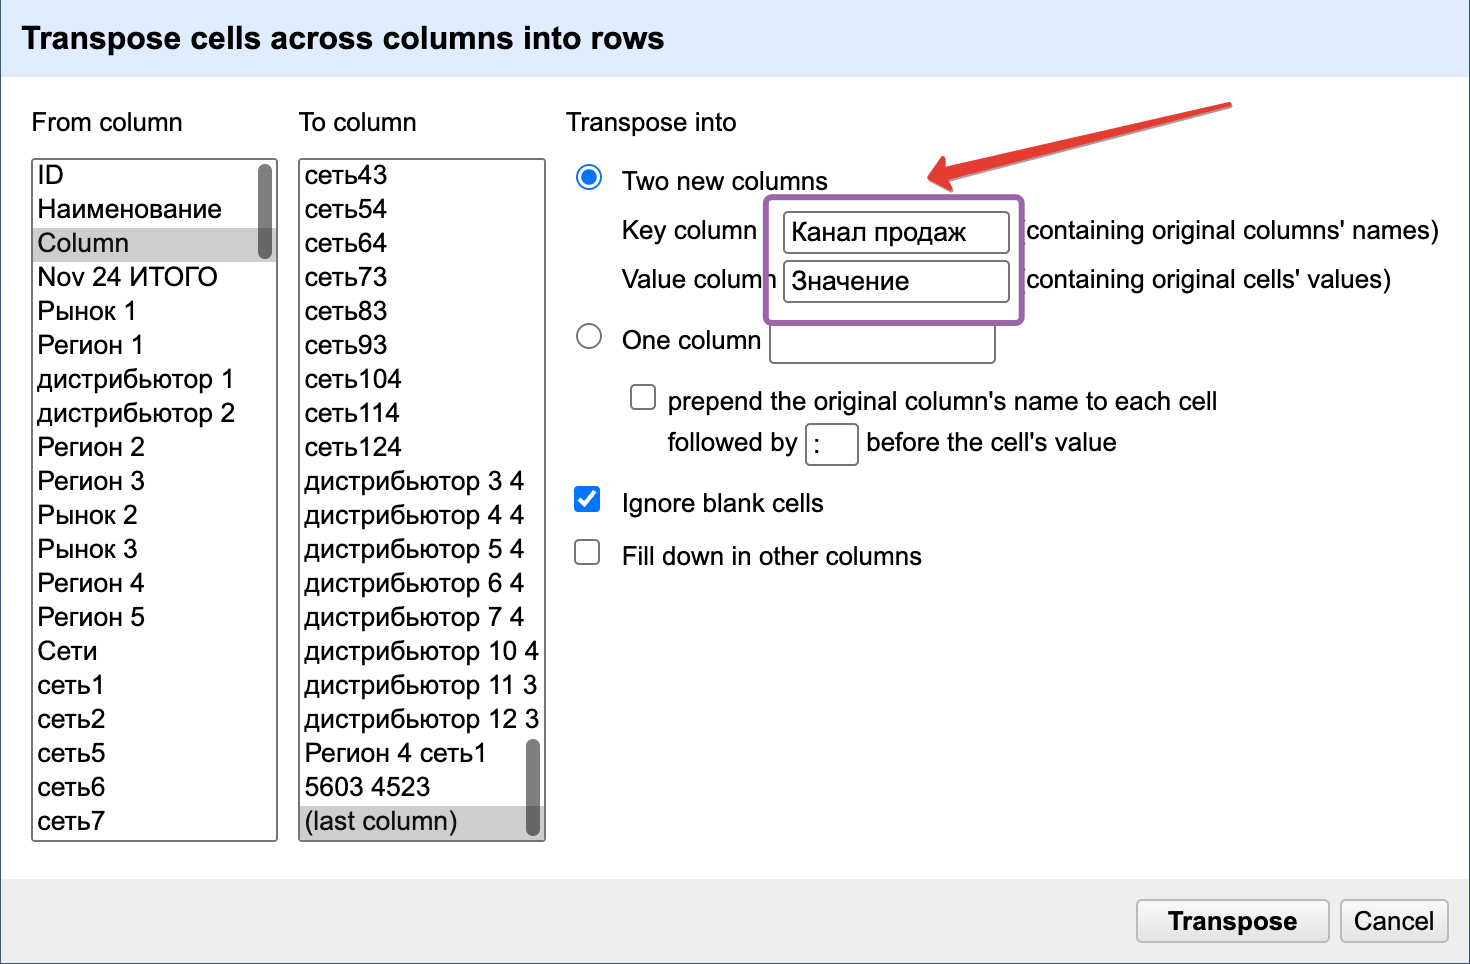 Transpose cells across columns into rows
From column
ID
Наименование
Column
Nov 24 ИТОГО
Рынок 1
Регион 1
дистрибьютор 1
дистрибьютор 2
Регион 2
Регион 3
Рынок 2
Рынок 3
Регион 4
Регион 5
Сети
сеть1
сеть2
сеть5
сеть6
сеть7
To column
сеть43
сеть54
сеть64
сеть73
сеть83
сеть93
сеть104
сеть114
сеть124
дистрибьютор 3 4
дистрибьютор 4 4
дистрибьютор 5 4
дистрибьютор 6 4
дистрибьютор 7 4
дистрибьютор 10 4
дистрибьютор 11 3
дистрибьютор 12 3
Регион 4 сеть1
5603 4523
(last column)
Transpose into
Two new columns
Key column Канал продаж (containing original columns' names)
Value column Значение (containing original cells' values)
One column
prepend the original column's name to each cell
followed by : before the cell's value
Ignore blank cells
Fill down in other columns
Transpose Cancel